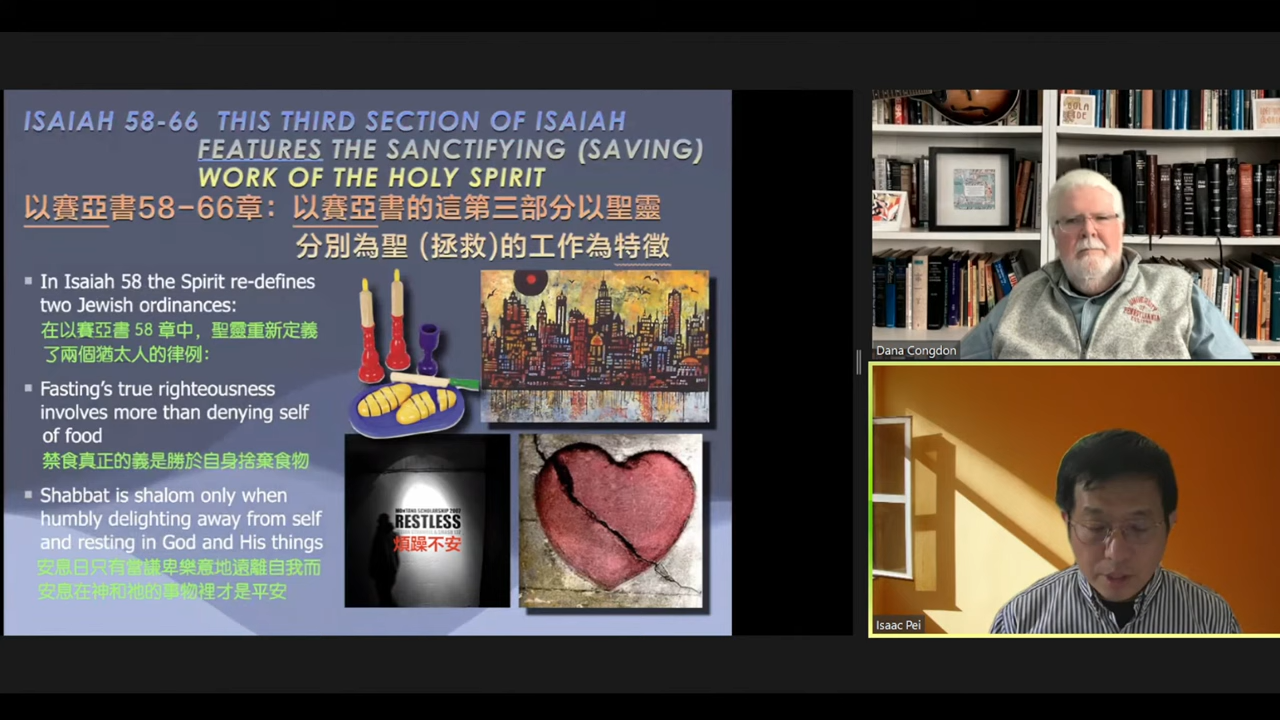 ISAIAH 58-66 THIS THIRD SECTION OF ISAIAH
FEATURES THE SANCTIFYING (SAVING)
WORK OF THE HOLY SPIRIT
以賽亞書58-66章：以賽亞書的這第三部分以聖靈
分別為聖 (拯救)的工作為特徵
In Isaiah 58 the Spirit re-defines
two Jewish ordinances:
在以賽亞書 58 章中，聖靈重新定義
了兩個猶太人的律例：
Fasting's true righteousness
involves more than denying self
of food
禁食真正的義是勝於自身捨棄食物
Shabbat is shalom only when
humbly delighting away from self
and resting in God and His things
安息日只有當謙卑樂意地遠離自我而
安息在神和祂的事物裡才是平安
RESTLESS
煩躁不安
UNIVERSITY OF
PENNSYLVANIA
Dana Congdon
Isaac Pei